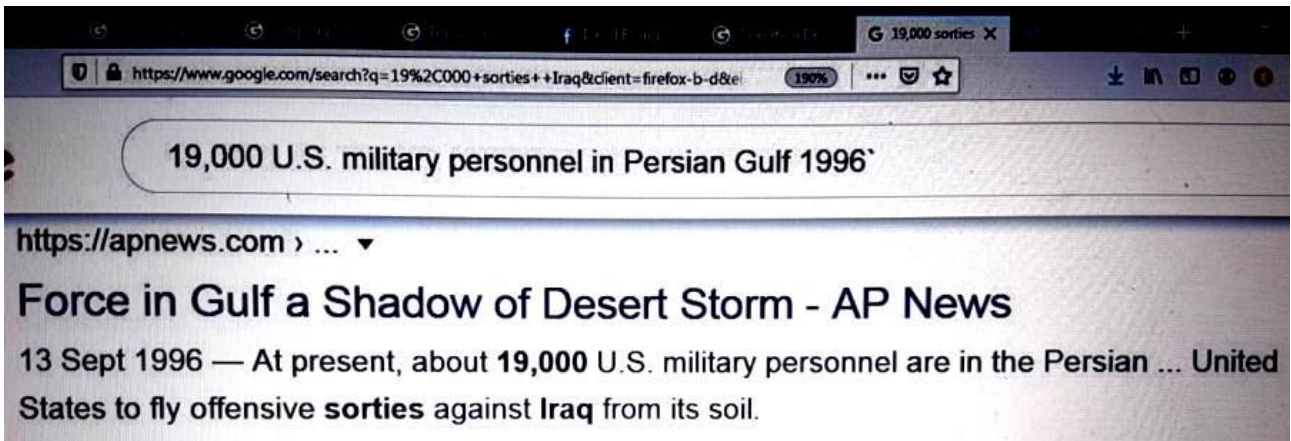 G 19,000 sorties X
https://www.google.com/search?q=19%2C000+sorties++Iraq&client=firefox-b-d&ei 190%
19,000 U.S. military personnel in Persian Gulf 1996`
https://apnews.com › ...
Force in Gulf a Shadow of Desert Storm - AP News
13 Sept 1996 — At present, about 19,000 U.S. military personnel are in the Persian ... United
States to fly offensive sorties against Iraq from its soil.